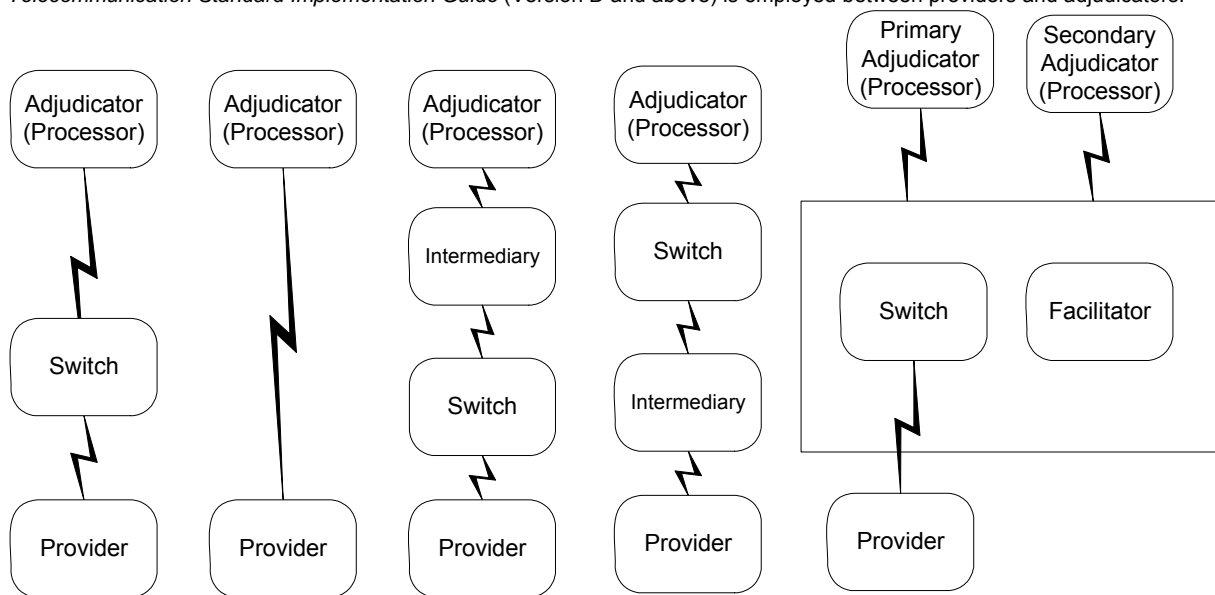 Telecommunication Standard Implementation Guide (Version D and above) is employed between providers and adjudicators.
Adjudicator
(Processor)
Switch
Provider
Adjudicator
(Processor)
Provider
Adjudicator
(Processor)
Intermediary
Switch
Provider
Adjudicator
(Processor)
Switch
Intermediary
Provider
Primary
Adjudicator
(Processor)
Secondary
Adjudicator
(Processor)
Switch
Facilitator
Provider